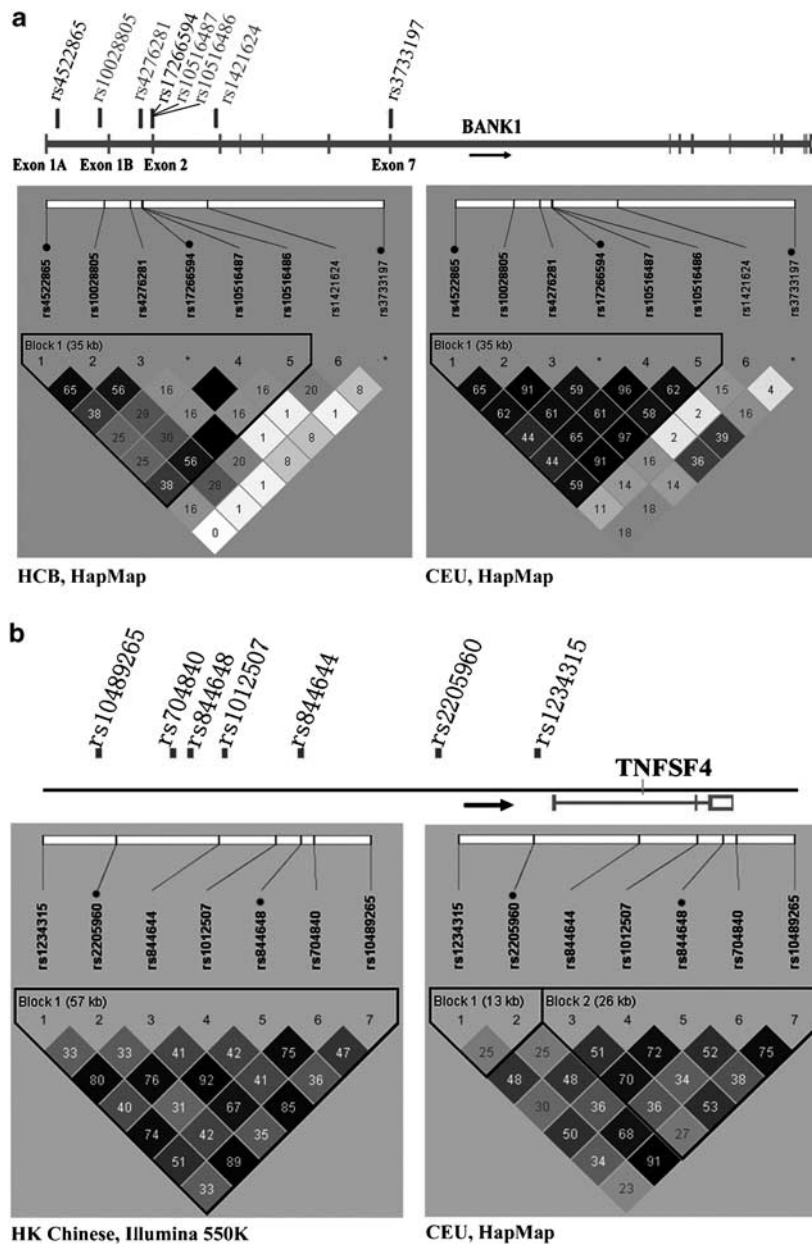 a
rs4522865
rs10028805
rs4276281
rs17266594
rs10516487
rs10516486
rs1421624
rs3733197
BANK1
Exon 1A Exon 1B Exon 2 Exon 7
rs4522865 rs10028805 rs4276281 rs17266594 rs10516487 rs10516486 rs1421624 rs3733197
Block 1 (35 kb)
1 2 3 * 4 5 6 *
65 56 16 16 20 8
38 29 16 16 1 1
25 30 1 8
25 56 20 8
38 28 1
16 1
0
HCB, HapMap
rs4522865 rs10028805 rs4276281 rs17266594 rs10516487 rs10516486 rs1421624 rs3733197
Block 1 (35 kb)
1 2 3 * 4 5 6 *
65 91 59 96 62 15 4
62 61 61 58 2 16
44 65 97 2 39
44 91 16 36
59 14 14
11 18
18
CEU, HapMap
b
rs10489265
rs704840
rs844648
rs1012507
rs844644
rs2205960
rs1234315
TNFSF4
rs1234315 rs2205960 rs844644 rs1012507 rs844648 rs704840 rs10489265
Block 1 (57 kb)
1 2 3 4 5 6 7
33 33 41 42 75 47
80 76 92 41 36
40 31 67 85
74 42 35
51 89
33
HK Chinese, Illumina 550K
rs1234315 rs2205960 rs844644 rs1012507 rs844648 rs704840 rs10489265
Block 1 (13 kb) Block 2 (26 kb)
1 2 3 4 5 6 7
25 25 51 72 52 75
48 48 70 34 38
30 36 36 53
50 68 27
34 91
23
CEU, HapMap